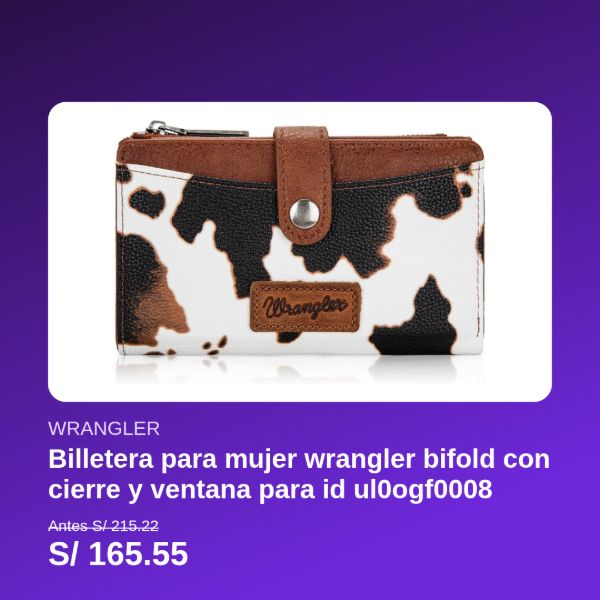 Wrangler
WRANGLER
Billetera para mujer wrangler bifold con
cierre y ventana para id ul0ogf0008
Antes S/ 215.22
S/ 165.55